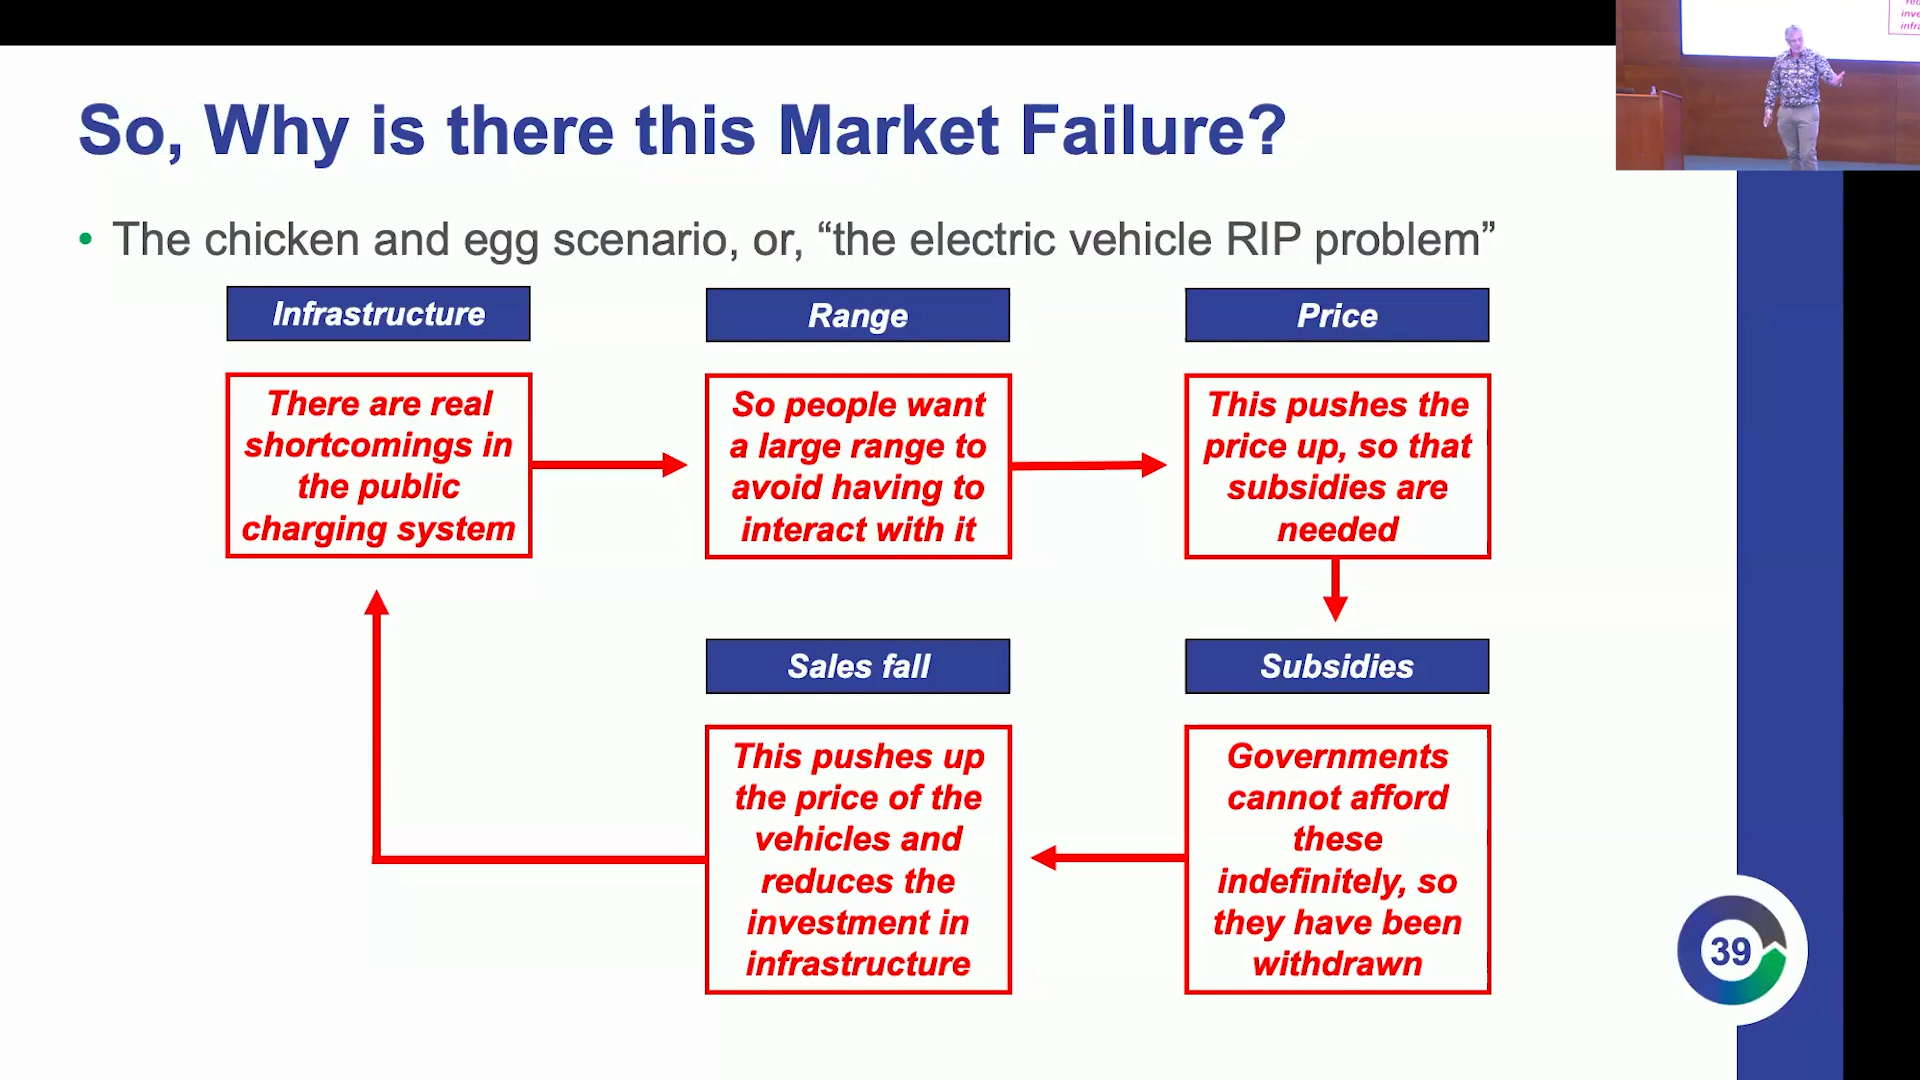 So, Why is there this Market Failure?
• The chicken and egg scenario, or, “the electric vehicle RIP problem”
Infrastructure
There are real
shortcomings in
the public
charging system
Range
So people want
a large range to
avoid having to
interact with it
Price
This pushes the
price up, so that
subsidies are
needed
Subsidies
Governments
cannot afford
these
indefinitely, so
they have been
withdrawn
Sales fall
This pushes up
the price of the
vehicles and
reduces the
investment in
infrastructure
39